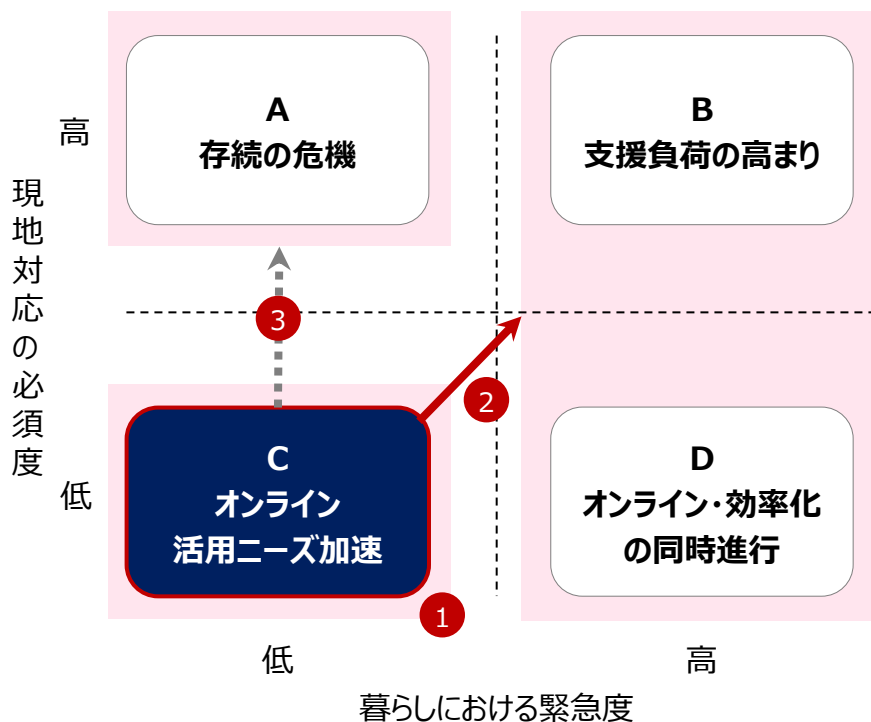 A
存続の危機
B
支援負荷の高まり
高
現地対応の必須度
3
2
C
オンライン
活用ニーズ加速
D
オンライン・効率化
の同時進行
低
1
低
高
暮らしにおける緊急度